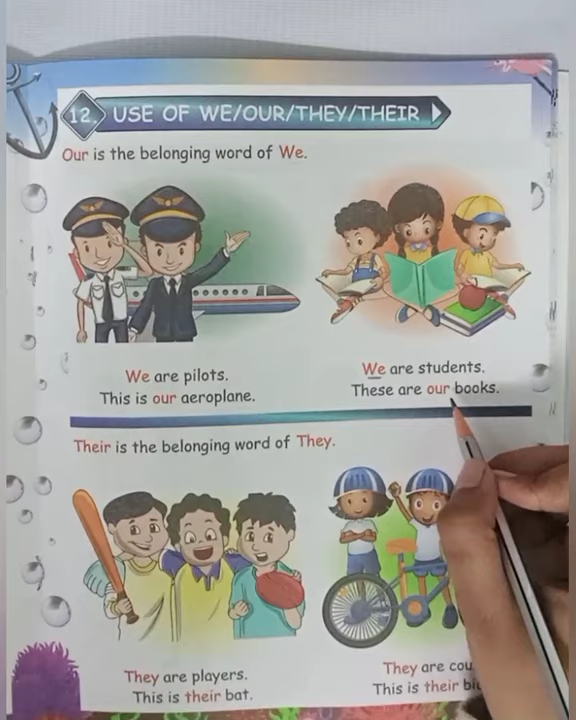 12. USE OF WE/OUR/THEY/THEIR
Our is the belonging word of We.
We are pilots.
This is our aeroplane.
We are students.
These are our books.
Their is the belonging word of They.
They are players.
This is their bat.
They are
This is their